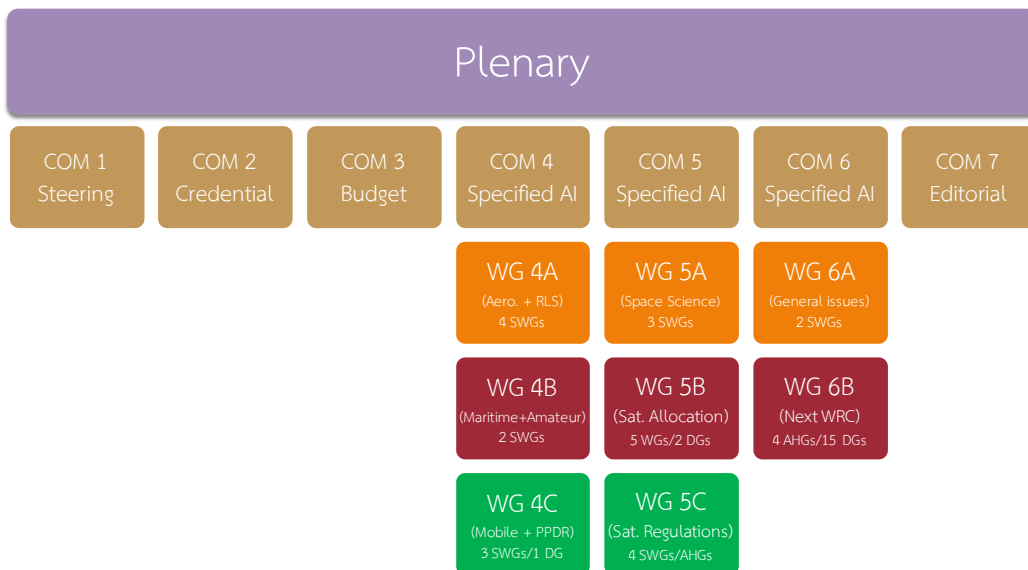 Plenary
COM 1
Steering
COM 2
Credential
COM 3
Budget
COM 4
Specified AI
COM 5
Specified AI
COM 6
Specified AI
COM 7
Editorial
WG 4A
(Aero. + RLS)
4 SWGs
WG 5A
(Space Science)
3 SWGs
WG 6A
(General issues)
2 SWGs
WG 4B
(Maritime+Amateur)
2 SWGs
WG 5B
(Sat. Allocation)
5 WGs/2 DGs
WG 6B
(Next WRC)
4 AHGs/15 DGs
WG 4C
(Mobile + PPDR)
3 SWGs/1 DG
WG 5C
(Sat. Regulations)
4 SWGs/AHGs